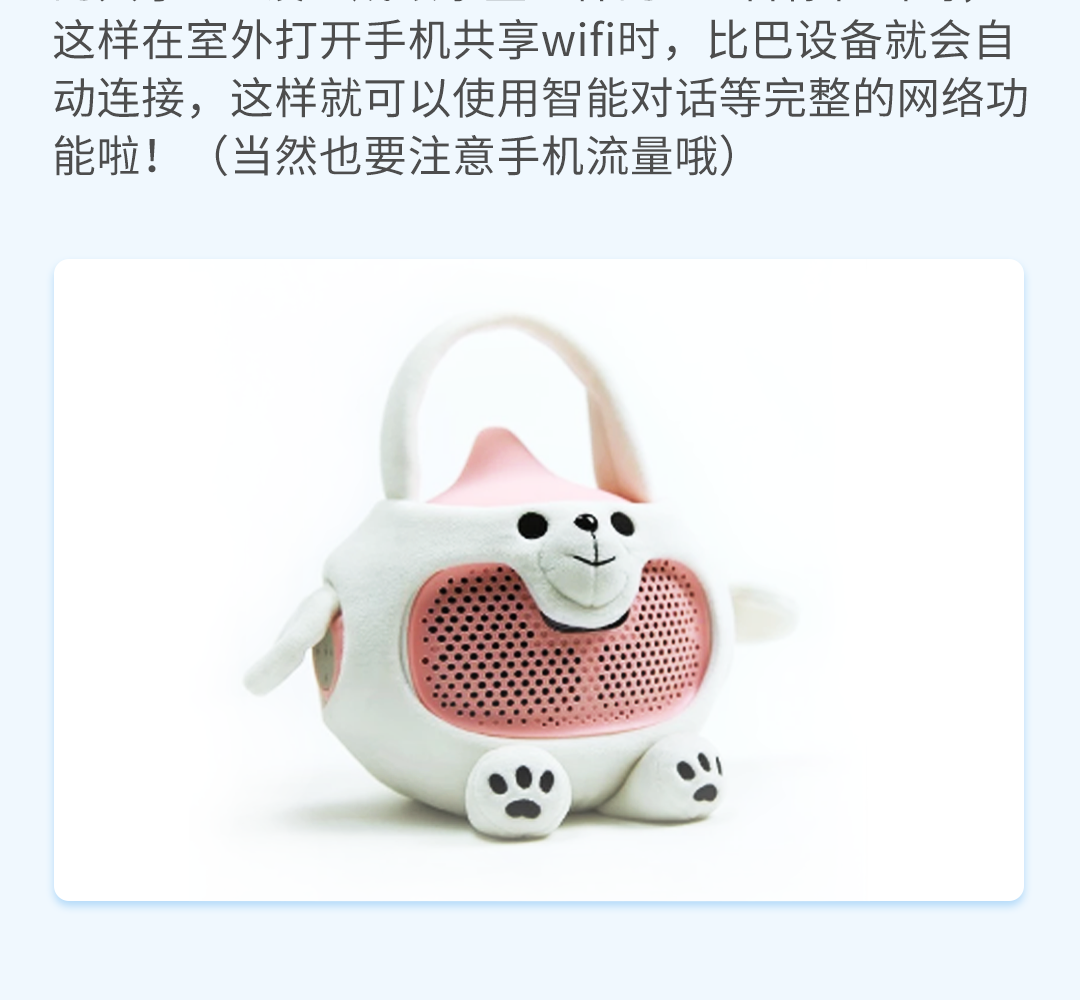 这样在室外打开手机共享wifi时，比巴设备就会自
动连接，这样就可以使用智能对话等完整的网络功
能啦！（当然也要注意手机流量哦）